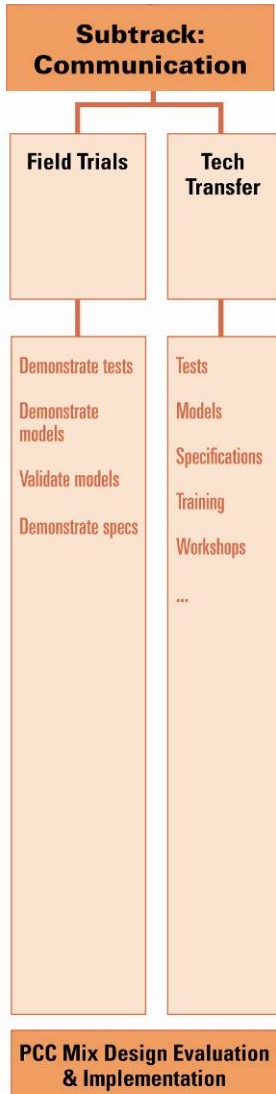 Subtrack:
Communication
Field Trials
Tech
Transfer
Demonstrate tests
Demonstrate
models
Validate models
Demonstrate specs
Tests
Models
Specifications
Training
Workshops
...
PCC Mix Design Evaluation
& Implementation